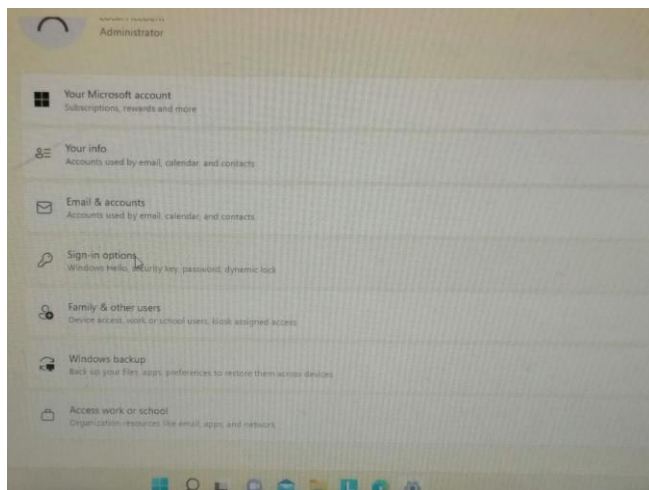 Local Account
Administrator
Your Microsoft account
Subscriptions, rewards and more
Your info
Accounts used by email, calendar, and contacts
Email & accounts
Accounts used by email, calendar, and contacts
Sign-in options
Windows Hello, security key, password, dynamic lock
Family & other users
Device access, work or school users, kiosk assigned access
Windows backup
Back up your files, apps, preferences to restore them across devices
Access work or school
Organization resources like email, apps, and network